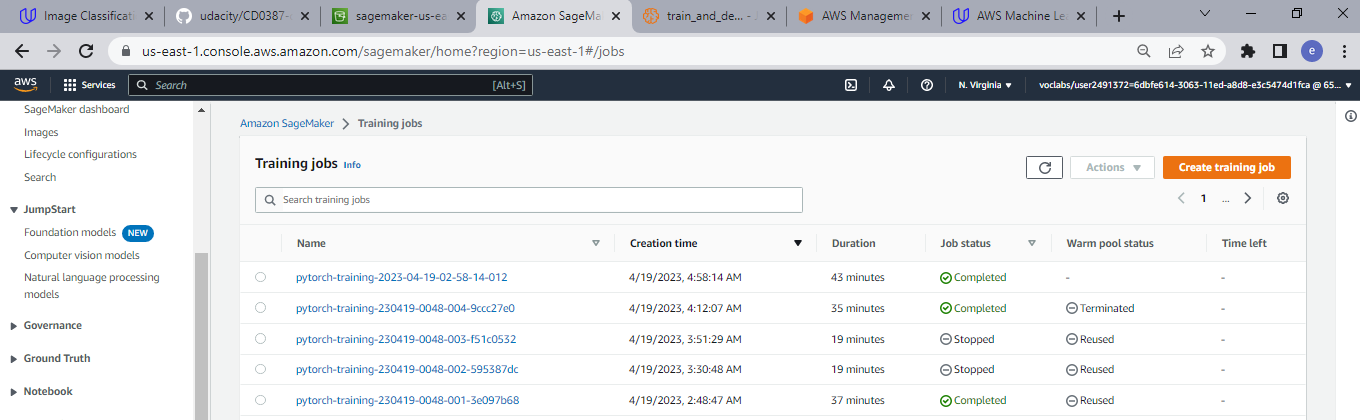 Image Classificati
udacity/CD0387-
sagemaker-us-ea
Amazon SageMa
train_and_de... -
AWS Managemen
AWS Machine Le
us-east-1.console.aws.amazon.com/sagemaker/home?region=us-east-1#/jobs
e
aws
Services
Search
[Alt+S]
N. Virginia
voclabs/user2491372=6dbfe614-3063-11ed-a8d8-e3c5474d1fca @ 65...
SageMaker dashboard
Images
Lifecycle configurations
Search
JumpStart
Foundation models NEW
Computer vision models
Natural language processing
models
Governance
Ground Truth
Notebook
Amazon SageMaker > Training jobs
Training jobs Info
Actions
Create training job
Search training jobs
1 ...
Name Creation time Duration Job status Warm pool status Time left
pytorch-training-2023-04-19-02-58-14-012 4/19/2023, 4:58:14 AM 43 minutes Completed - -
pytorch-training-230419-0048-004-9ccc27e0 4/19/2023, 4:12:07 AM 35 minutes Completed Terminated -
pytorch-training-230419-0048-003-f51c0532 4/19/2023, 3:51:29 AM 19 minutes Stopped Reused -
pytorch-training-230419-0048-002-595387dc 4/19/2023, 3:30:48 AM 19 minutes Stopped Reused -
pytorch-training-230419-0048-001-3e097b68 4/19/2023, 2:48:47 AM 37 minutes Completed Reused -